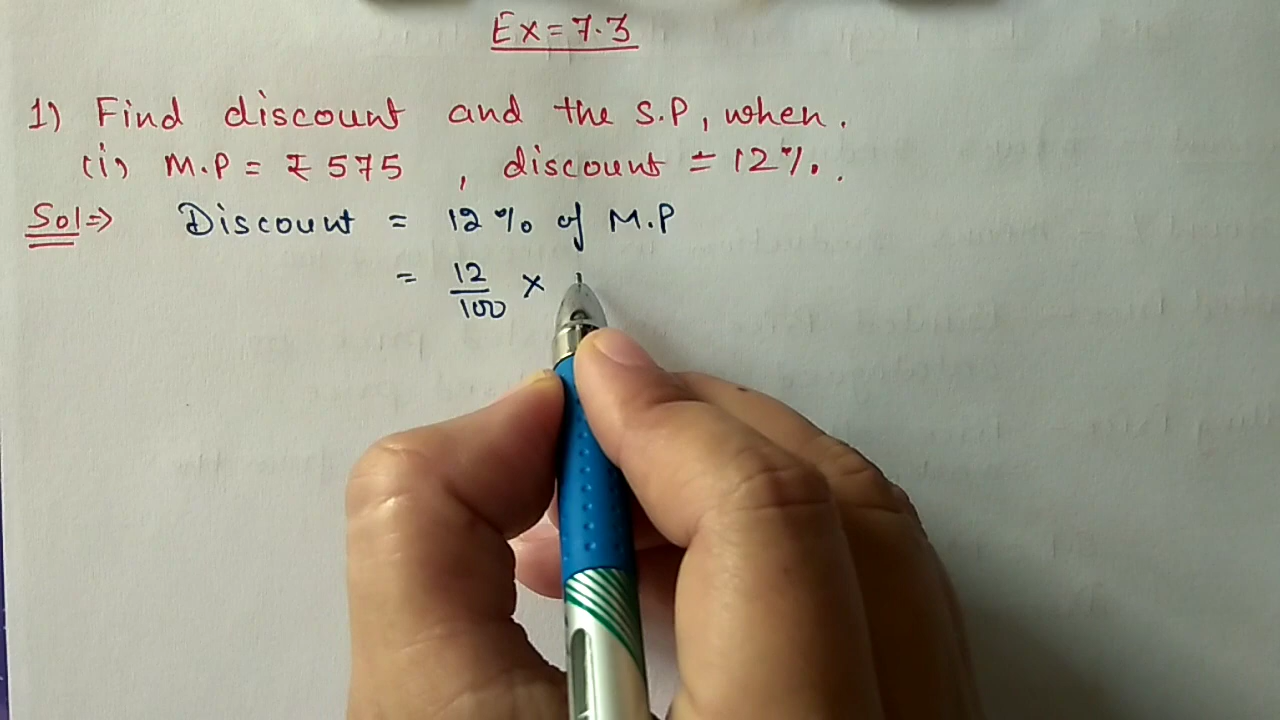 Ex = 7.3
1) Find discount and the S.P, when.
(i) M.P = ₹ 575 , discount = 12%.
Sol ⇒ Discount = 12% of M.P
= 12/100 ×